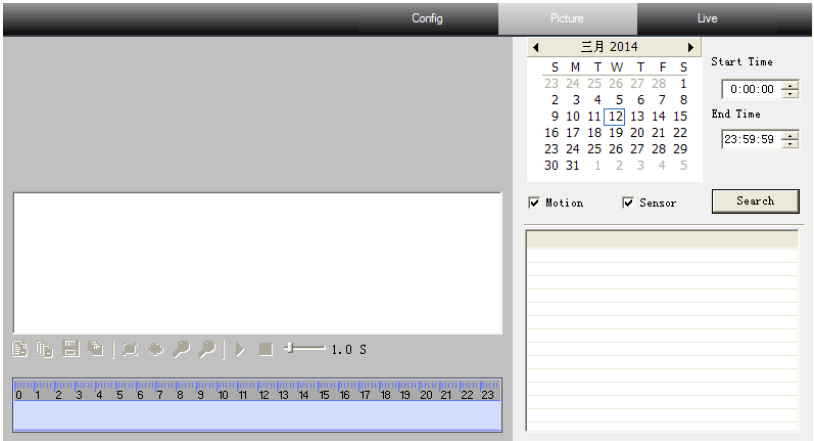 Config Picture Live
三月 2014
S M T W T F S
23 24 25 26 27 28 1
2 3 4 5 6 7 8
9 10 11 12 13 14 15
16 17 18 19 20 21 22
23 24 25 26 27 28 29
30 31 1 2 3 4 5
Start Time
0:00:00
End Time
23:59:59
Motion Sensor Search
1.0 S
0 1 2 3 4 5 6 7 8 9 10 11 12 13 14 15 16 17 18 19 20 21 22 23